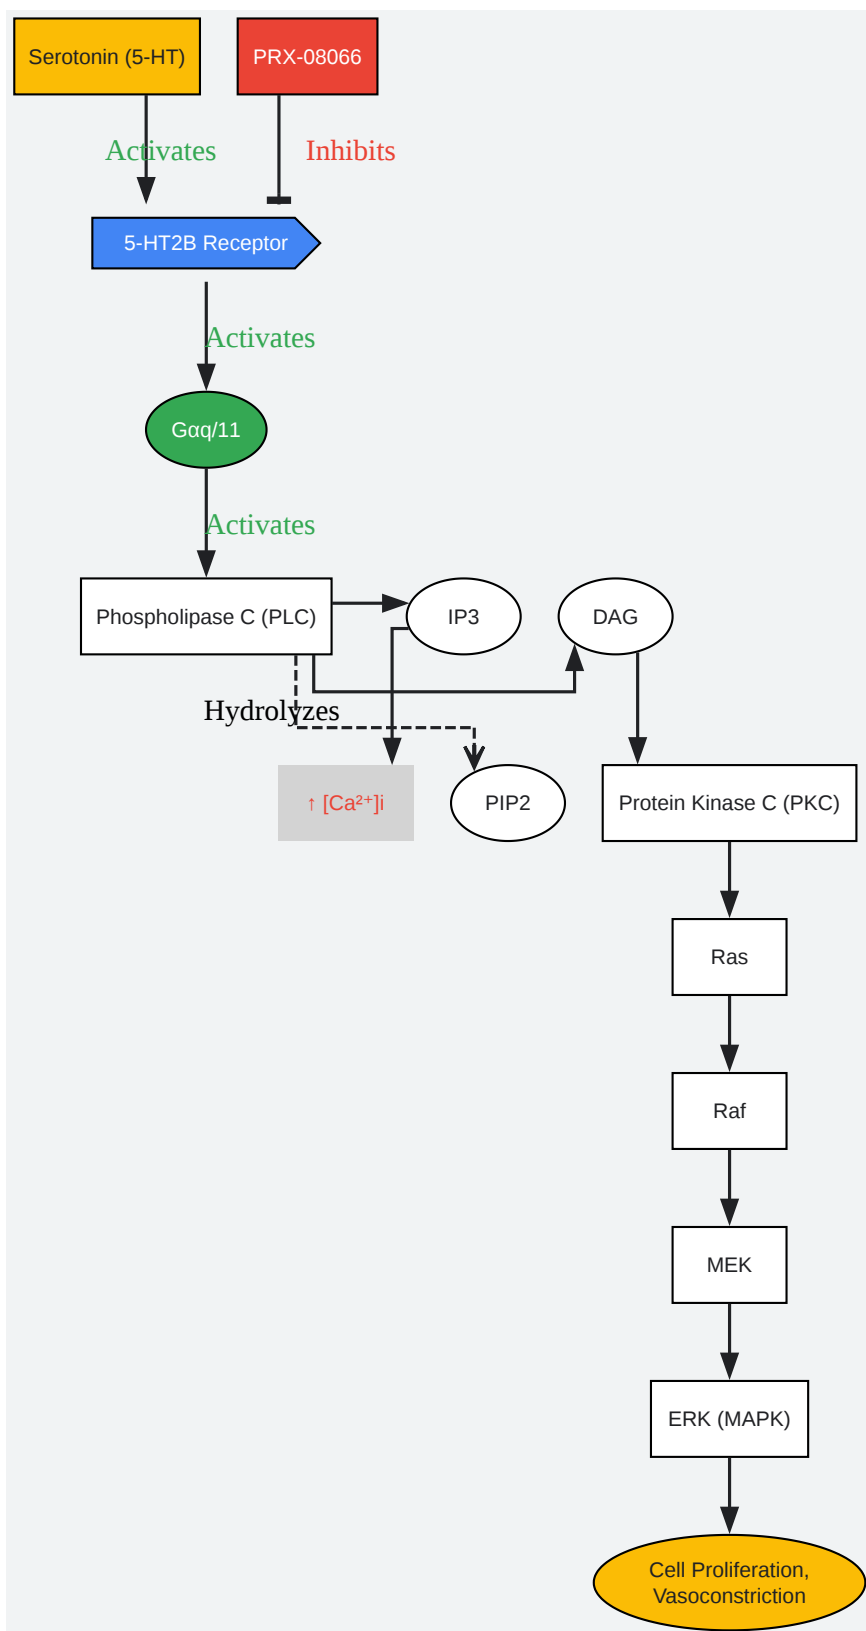 Serotonin (5-HT)
PRX-08066
Activates
Inhibits
5-HT2B Receptor
Activates
Gαq/11
Activates
Phospholipase C (PLC)
IP3
DAG
Hydrolyzes
↑ [Ca²⁺]i
PIP2
Protein Kinase C (PKC)
Ras
Raf
MEK
ERK (MAPK)
Cell Proliferation,
Vasoconstriction